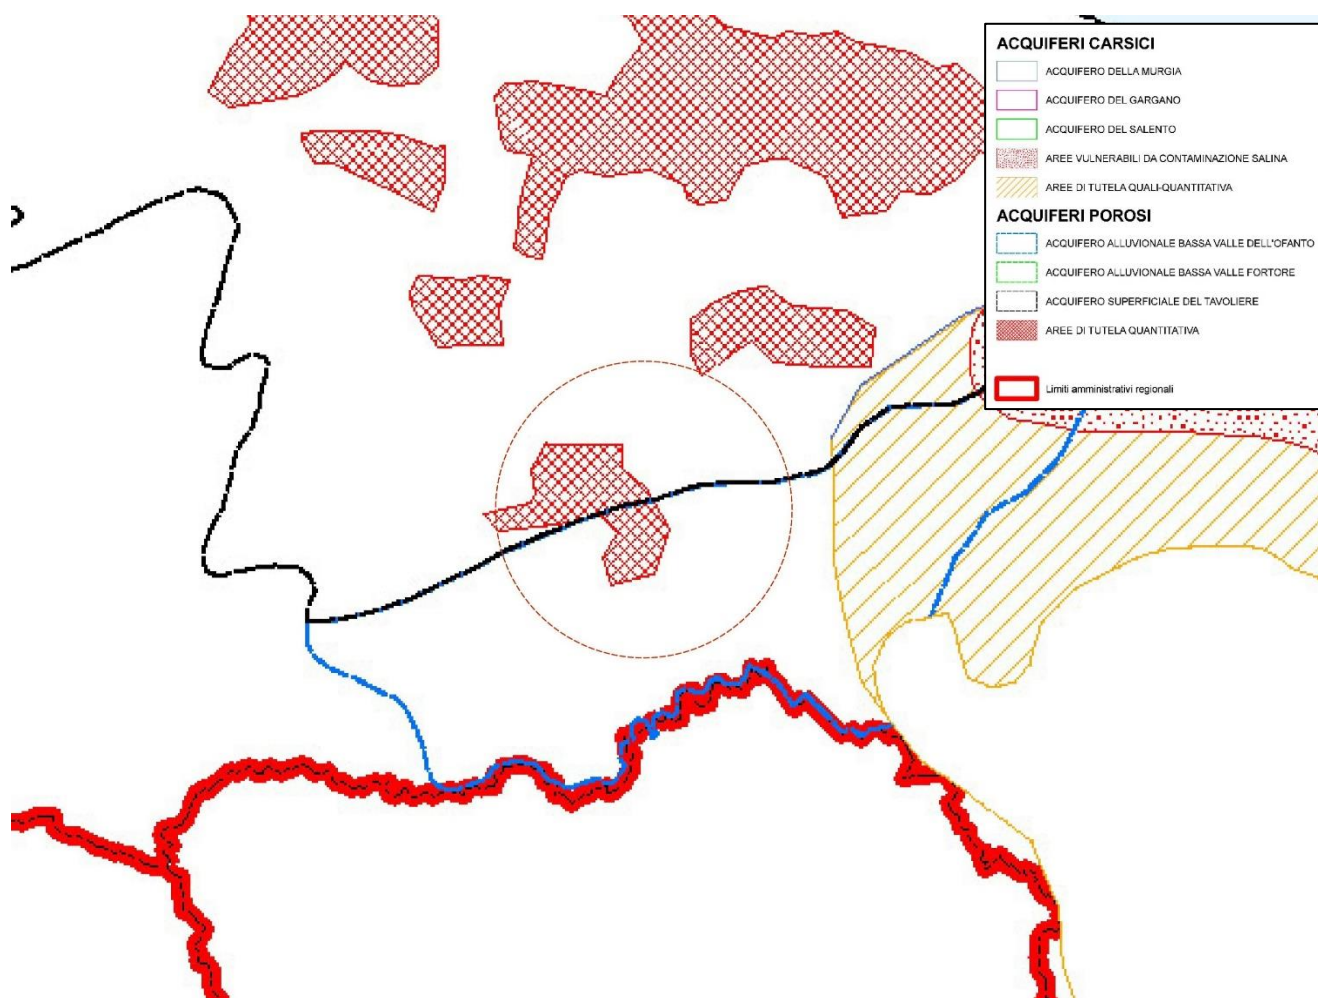 ACQUIFERI CARSICI
ACQUIFERO DELLA MURGIA
ACQUIFERO DEL GARGANO
ACQUIFERO DEL SALENTO
AREE VULNERABILI DA CONTAMINAZIONE SALINA
AREE DI TUTELA QUALI-QUANTITATIVA
ACQUIFERI POROSI
ACQUIFERO ALLUVIONALE BASSA VALLE DELL'OFANTO
ACQUIFERO ALLUVIONALE BASSA VALLE FORTORE
ACQUIFERO SUPERFICIALE DEL TAVOLIERE
AREE DI TUTELA QUANTITATIVA
Limiti amministrativi regionali